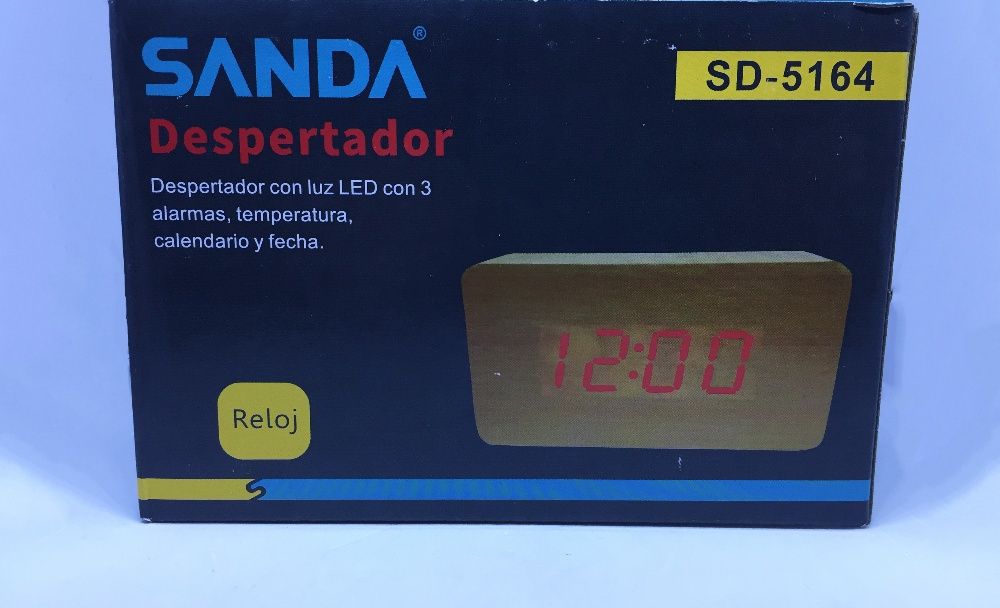 SANDA®
SD-5164
Despertador
Despertador con luz LED con 3
alarmas, temperatura,
calendario y fecha.
12:00
Reloj